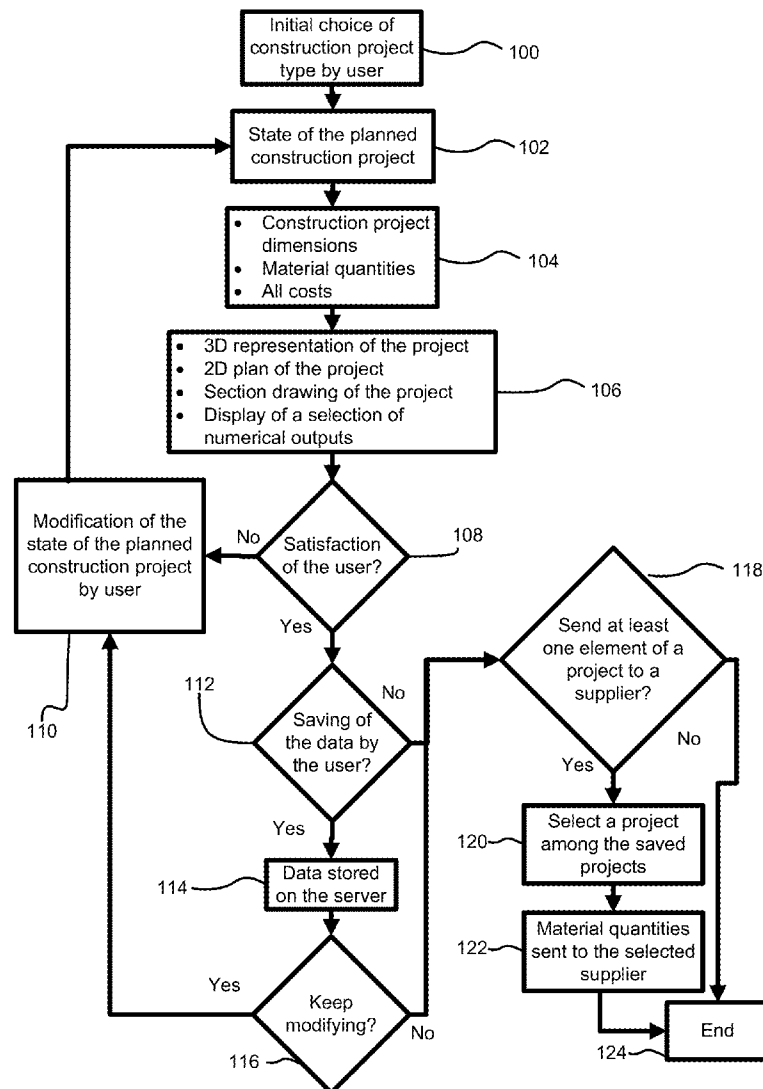 Initial choice of
construction project
type by user
100
State of the planned
construction project
102
• Construction project
dimensions
• Material quantities
• All costs
104
• 3D representation of the project
• 2D plan of the project
• Section drawing of the project
• Display of a selection of
numerical outputs
106
Modification of the
state of the planned
construction project
by user
110
No
Satisfaction
of the user?
108
Yes
112
Saving of
the data by
the user?
No
Yes
114
Data stored
on the server
Yes
Keep
modifying?
No
116
118
Send at least
one element of a
project to a
supplier?
No
Yes
120
Select a project
among the saved
projects
122
Material quantities
sent to the selected
supplier
End
124